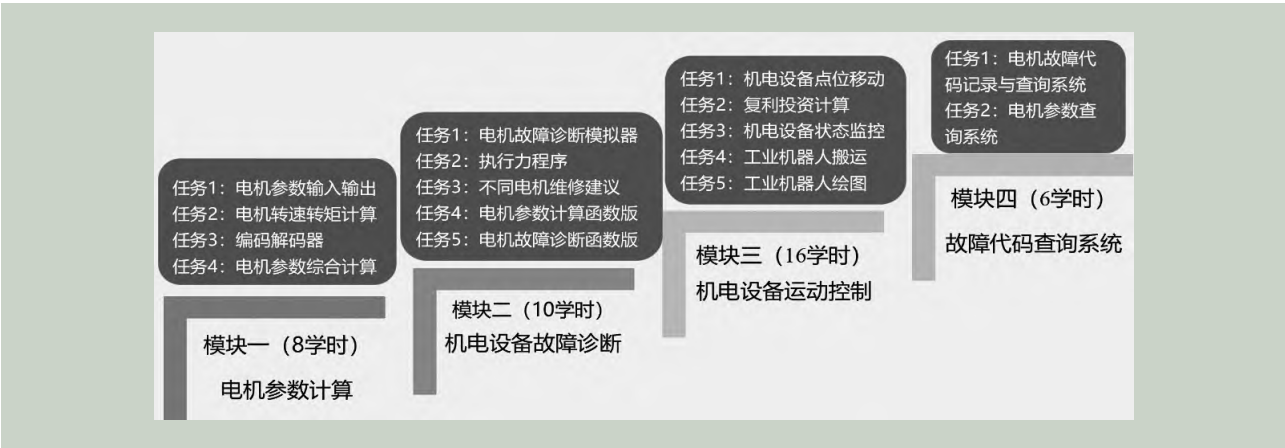 任务1：电机参数输入输出
任务2：电机转速转矩计算
任务3：编码解码器
任务4：电机参数综合计算
模块一（8学时）
电机参数计算
任务1：电机故障诊断模拟器
任务2：执行力程序
任务3：不同电机维修建议
任务4：电机参数计算函数版
任务5：电机故障诊断函数版
模块二（10学时）
机电设备故障诊断
任务1：机电设备点位移动
任务2：复利投资计算
任务3：机电设备状态监控
任务4：工业机器人搬运
任务5：工业机器人绘图
模块三（16学时）
机电设备运动控制
任务1：电机故障代
码记录与查询系统
任务2：电机参数查
询系统
模块四（6学时）
故障代码查询系统